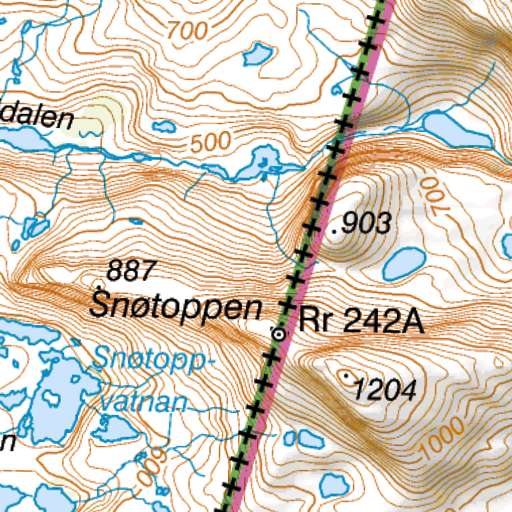 700
dalen
500
700
.903
887
Snøtoppen
Rr 242A
Snøtopp-
vatnan
1204
n
1000
600